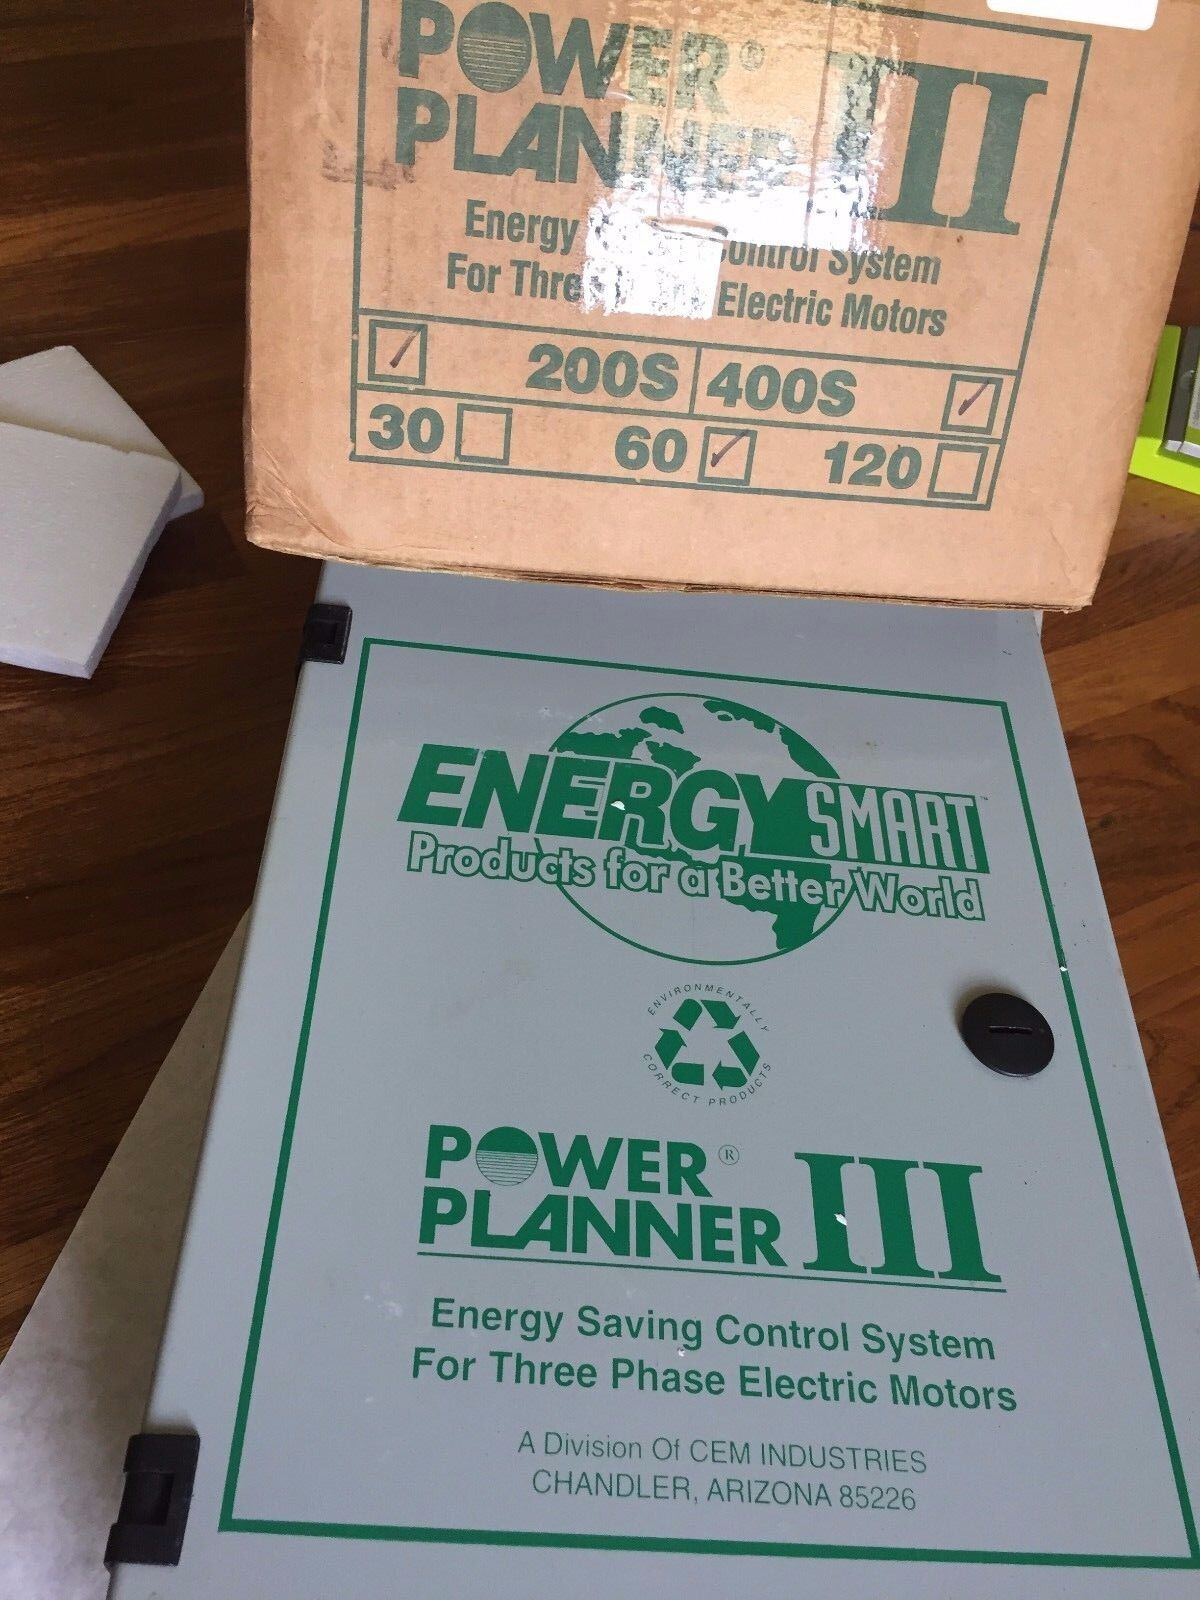 POWER®
PLANNER III
Energy Control System
For Three Electric Motors
200S 400S
30 60 120
ENERGY SMART™
Products for a Better World
ENVIRONMENTALLY
CORRECT PRODUCTS
POWER®
PLANNER III
Energy Saving Control System
For Three Phase Electric Motors
A Division Of CEM INDUSTRIES
CHANDLER, ARIZONA 85226